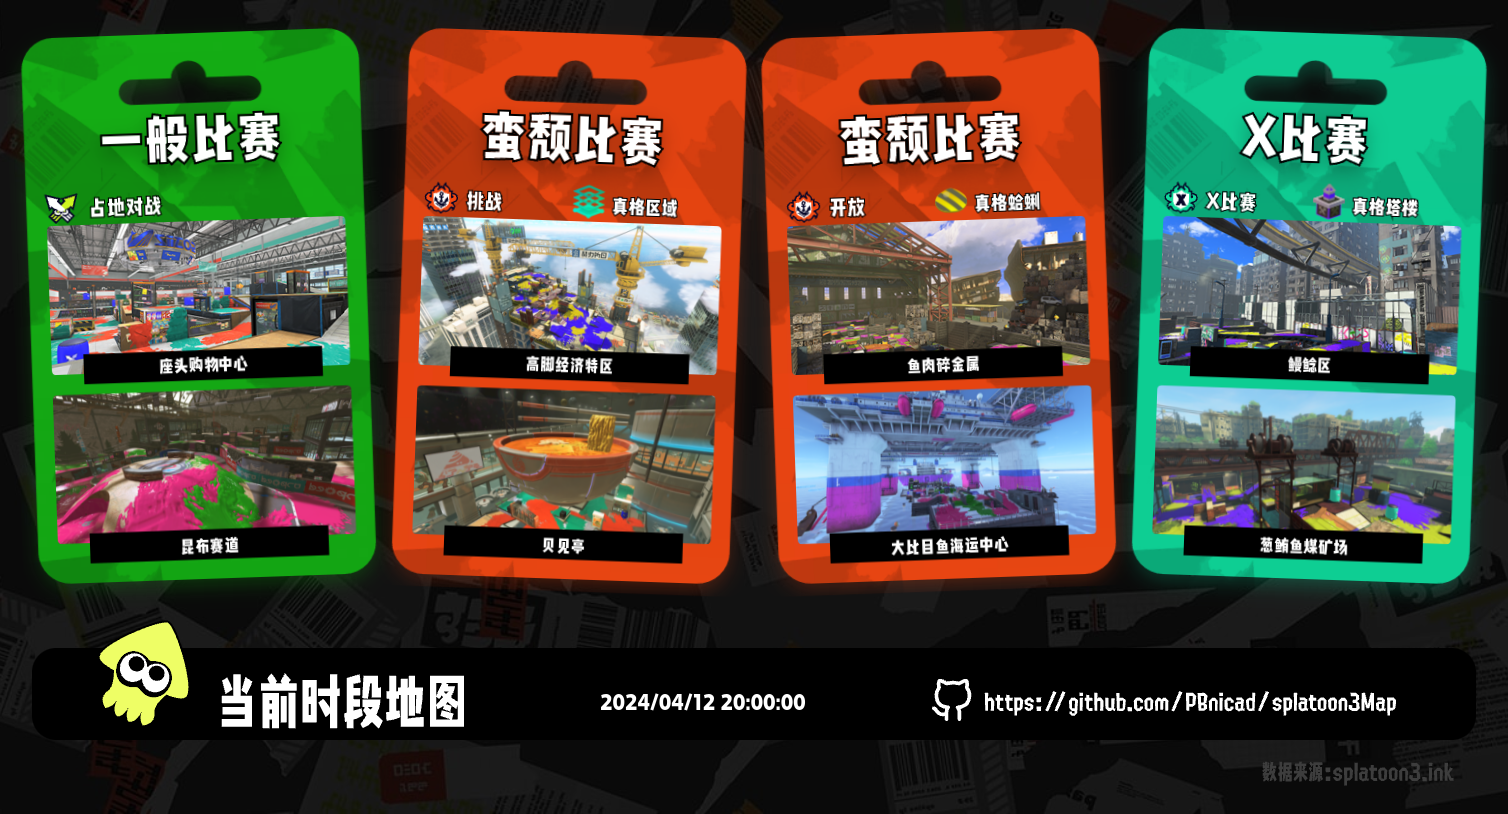 一般比赛
占地对战
座头购物中心
昆布赛道
蛮颓比赛
挑战
真格区域
高脚经济特区
贝见亭
蛮颓比赛
开放
真格蛤蜊
鱼肉碎金属
大比目鱼海运中心
X比赛
X比赛
真格塔楼
鳗鲶区
葱鲔鱼煤矿场
当前时段地图
2024/04/12 20:00:00
https://github.com/PBnicad/splatoon3Map
数据来源:splatoon3.ink